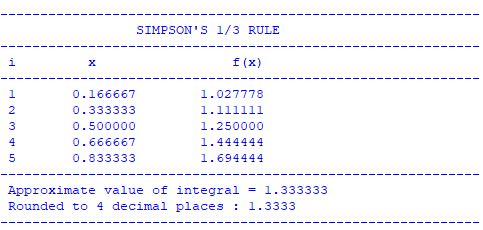 --------------------------------------------------------------
SIMPSON'S 1/3 RULE
--------------------------------------------------------------
i x f(x)
--------------------------------------------------------------
1 0.166667 1.027778
2 0.333333 1.111111
3 0.500000 1.250000
4 0.666667 1.444444
5 0.833333 1.694444
--------------------------------------------------------------
Approximate value of integral = 1.333333
Rounded to 4 decimal places : 1.3333
--------------------------------------------------------------